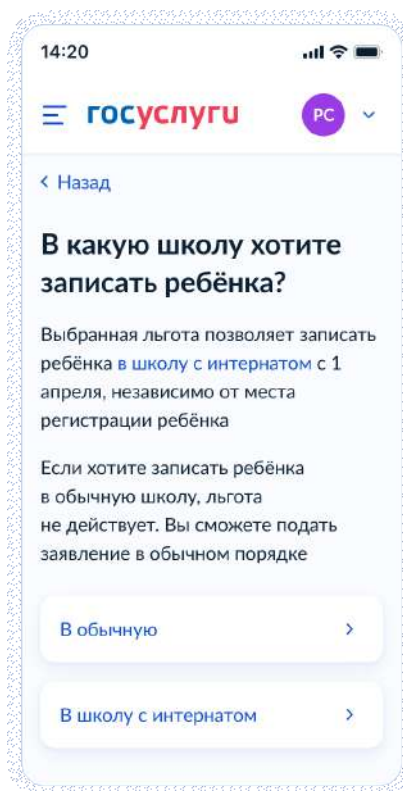 14:20
госуслуги
РС
Назад
В какую школу хотите
записать ребёнка?
Выбранная льгота позволяет записать
ребёнка в школу с интернатом с 1
апреля, независимо от места
регистрации ребёнка
Если хотите записать ребёнка
в обычную школу, льгота
не действует. Вы сможете подать
заявление в обычном порядке
В обычную
В школу с интернатом